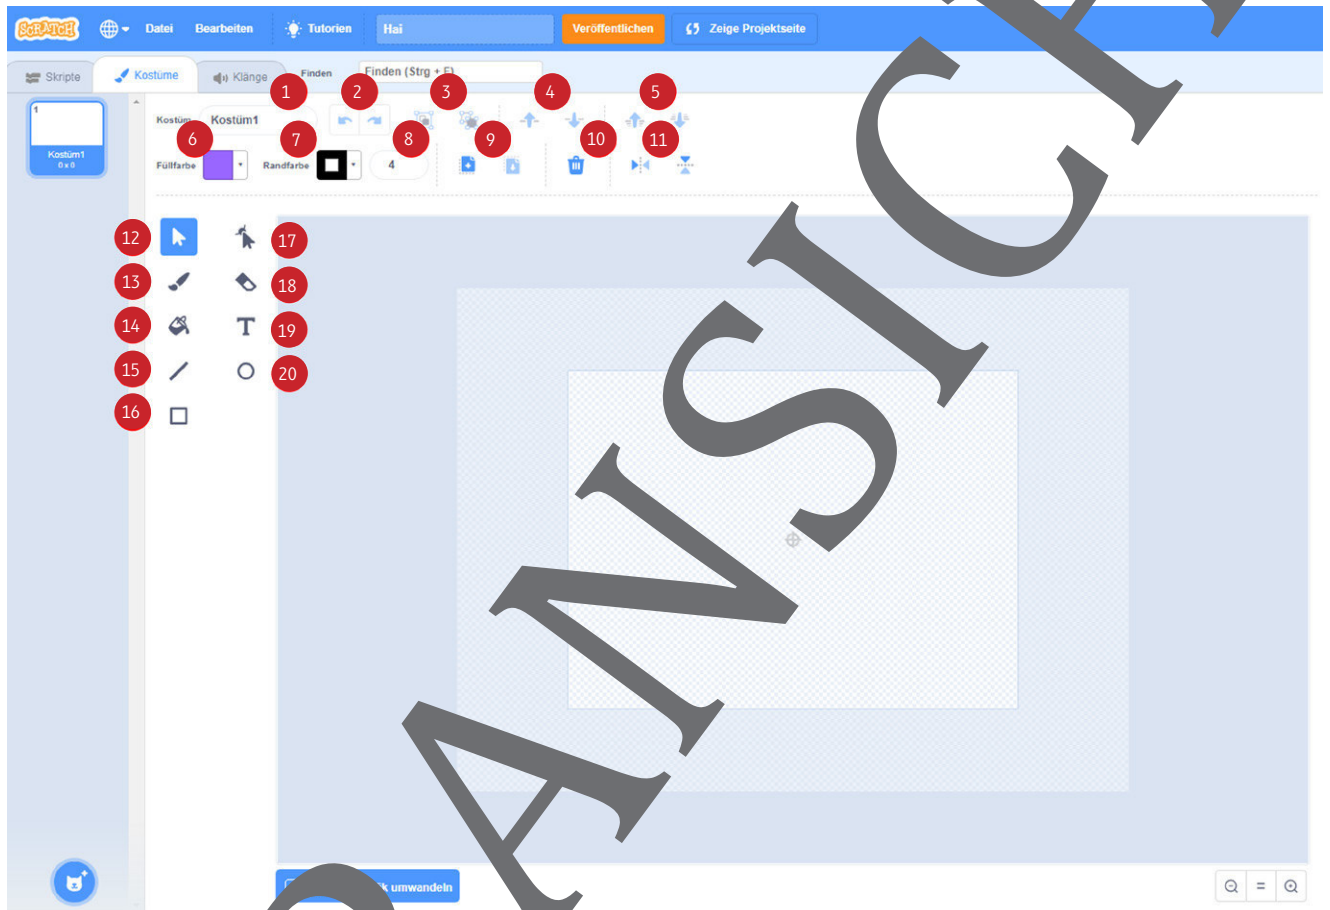 SCRATCH Datei Bearbeiten Tutorien Hai Veröffentlichen Zeige Projektseite
Skripte Kostüme Klänge Finden Finden (Strg + F)
1 2 3 4 5
1
Kostüm Kostüm1
Kostüm1
0 x 0
6 7 8 9 10 11
Füllfarbe Randfarbe 4
12 17
13 18
14 T 19
15 20
16
umwandeln
ANSICH